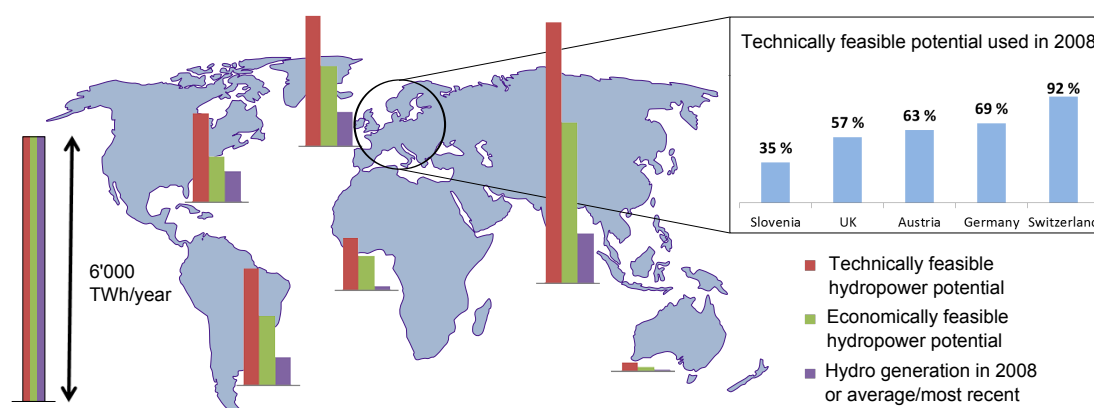 Technically feasible potential used in 2008
35 %
57 %
63 %
69 %
92 %
Slovenia
UK
Austria
Germany
Switzerland
6'000
TWh/year
Technically feasible
hydropower potential
Economically feasible
hydropower potential
Hydro generation in 2008
or average/most recent